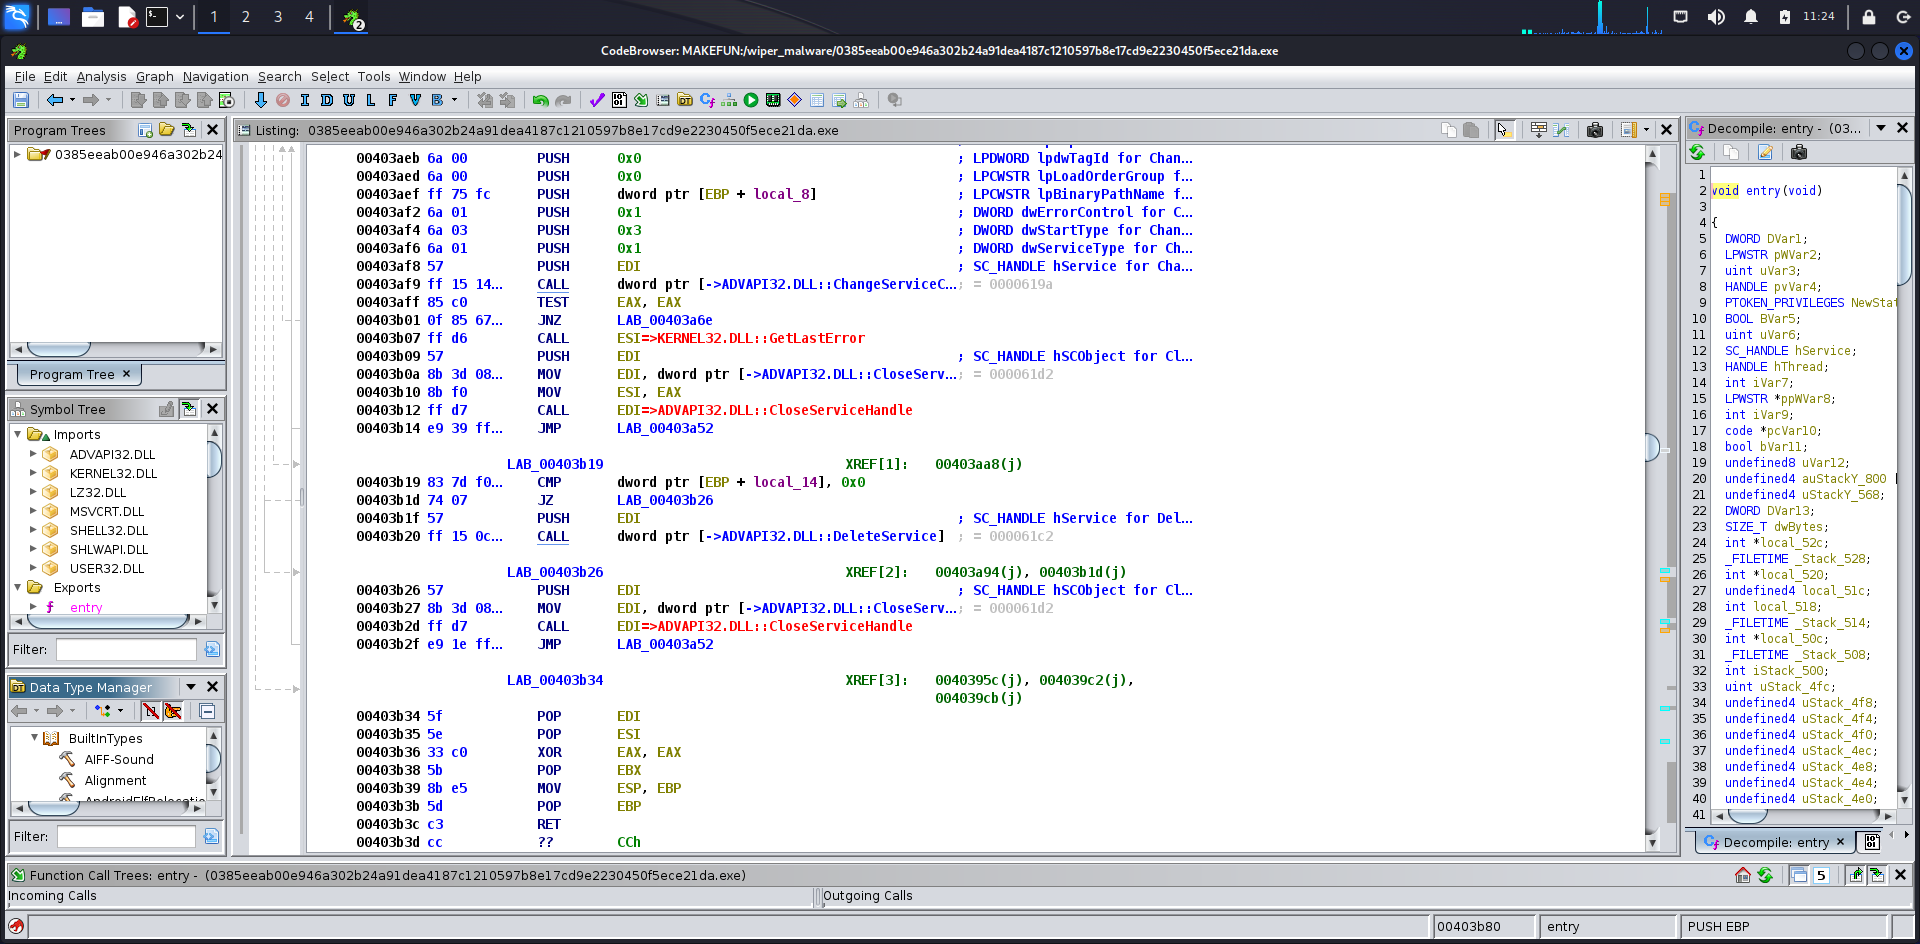 1 2 3 4 2 11:24
CodeBrowser: MAKEFUN:/wiper_malware/0385eeab00e946a302b24a91dea4187c1210597b8e17cd9e2230450f5ece21da.exe
File Edit Analysis Graph Navigation Search Select Tools Window Help
I D U L F V B
Program Trees
0385eeab00e946a302b24
Program Tree ×
Symbol Tree
Imports
ADVAPI32.DLL
KERNEL32.DLL
LZ32.DLL
MSVCRT.DLL
SHELL32.DLL
SHLWAPI.DLL
USER32.DLL
Exports
f entry
Filter:
Data Type Manager
BuiltInTypes
AIFF-Sound
Alignment
Filter:
Listing: 0385eeab00e946a302b24a91dea4187c1210597b8e17cd9e2230450f5ece21da.exe
00403aeb 6a 00 PUSH 0x0 ; LPDWORD lpdwTagId for Chan...
00403aed 6a 00 PUSH 0x0 ; LPCWSTR lpLoadOrderGroup f...
00403aef ff 75 fc PUSH dword ptr [EBP + local_8] ; LPCWSTR lpBinaryPathName f...
00403af2 6a 01 PUSH 0x1 ; DWORD dwErrorControl for C...
00403af4 6a 03 PUSH 0x3 ; DWORD dwStartType for Chan...
00403af6 6a 01 PUSH 0x1 ; DWORD dwServiceType for Ch...
00403af8 57 PUSH EDI ; SC_HANDLE hService for Cha...
00403af9 ff 15 14... CALL dword ptr [->ADVAPI32.DLL::ChangeServiceC... ; = 0000619a
00403aff 85 c0 TEST EAX, EAX
00403b01 0f 85 67... JNZ LAB_00403a6e
00403b07 ff d6 CALL ESI=>KERNEL32.DLL::GetLastError
00403b09 57 PUSH EDI ; SC_HANDLE hSCObject for Cl...
00403b0a 8b 3d 08... MOV EDI, dword ptr [->ADVAPI32.DLL::CloseServ... ; = 000061d2
00403b10 8b f0 MOV ESI, EAX
00403b12 ff d7 CALL EDI=>ADVAPI32.DLL::CloseServiceHandle
00403b14 e9 39 ff... JMP LAB_00403a52
LAB_00403b19 XREF[1]: 00403aa8(j)
00403b19 83 7d f0... CMP dword ptr [EBP + local_14], 0x0
00403b1d 74 07 JZ LAB_00403b26
00403b1f 57 PUSH EDI ; SC_HANDLE hService for Del...
00403b20 ff 15 0c... CALL dword ptr [->ADVAPI32.DLL::DeleteService] ; = 000061c2
LAB_00403b26 XREF[2]: 00403a94(j), 00403b1d(j)
00403b26 57 PUSH EDI ; SC_HANDLE hSCObject for Cl...
00403b27 8b 3d 08... MOV EDI, dword ptr [->ADVAPI32.DLL::CloseServ... ; = 000061d2
00403b2d ff d7 CALL EDI=>ADVAPI32.DLL::CloseServiceHandle
00403b2f e9 1e ff... JMP LAB_00403a52
LAB_00403b34 XREF[3]: 0040395c(j), 004039c2(j),
004039cb(j)
00403b34 5f POP EDI
00403b35 5e POP ESI
00403b36 33 c0 XOR EAX, EAX
00403b38 5b POP EBX
00403b39 8b e5 MOV ESP, EBP
00403b3b 5d POP EBP
00403b3c c3 RET
00403b3d cc ?? CCh
Decompile: entry - (03...
1
2 void entry(void)
3
4 {
5 DWORD DVar1;
6 LPWSTR pWVar2;
7 uint uVar3;
8 HANDLE pvVar4;
9 PTOKEN_PRIVILEGES NewStat
10 BOOL BVar5;
11 uint uVar6;
12 SC_HANDLE hService;
13 HANDLE hThread;
14 int iVar7;
15 LPWSTR *ppWVar8;
16 int iVar9;
17 code *pcVar10;
18 bool bVar11;
19 undefined8 uVar12;
20 undefined4 auStackY_800 [
21 undefined4 uStackY_568;
22 DWORD DVar13;
23 SIZE_T dwBytes;
24 int *local_52c;
25 _FILETIME _Stack_528;
26 int *local_520;
27 undefined4 local_51c;
28 int local_518;
29 _FILETIME _Stack_514;
30 int *local_50c;
31 _FILETIME _Stack_508;
32 int iStack_500;
33 uint uStack_4fc;
34 undefined4 uStack_4f8;
35 undefined4 uStack_4f4;
36 undefined4 uStack_4f0;
37 undefined4 uStack_4ec;
38 undefined4 uStack_4e8;
39 undefined4 uStack_4e4;
40 undefined4 uStack_4e0;
41
Decompile: entry ×
Function Call Trees: entry - (0385eeab00e946a302b24a91dea4187c1210597b8e17cd9e2230450f5ece21da.exe)
5
Incoming Calls
Outgoing Calls
00403b80 entry PUSH EBP